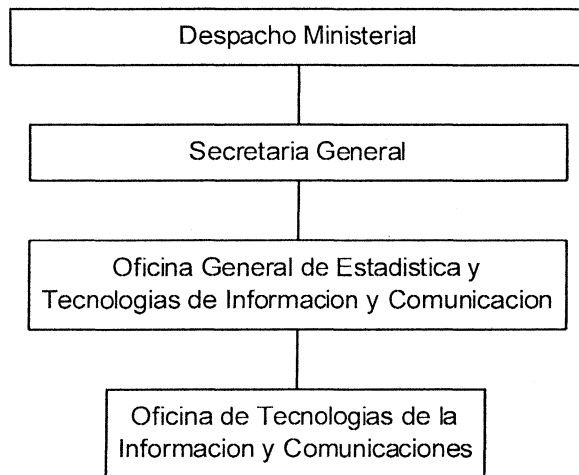 Despacho Ministerial
Secretaria General
Oficina General de Estadistica y
Tecnologias de Informacion y Comunicacion
Oficina de Tecnologias de la
Informacion y Comunicaciones